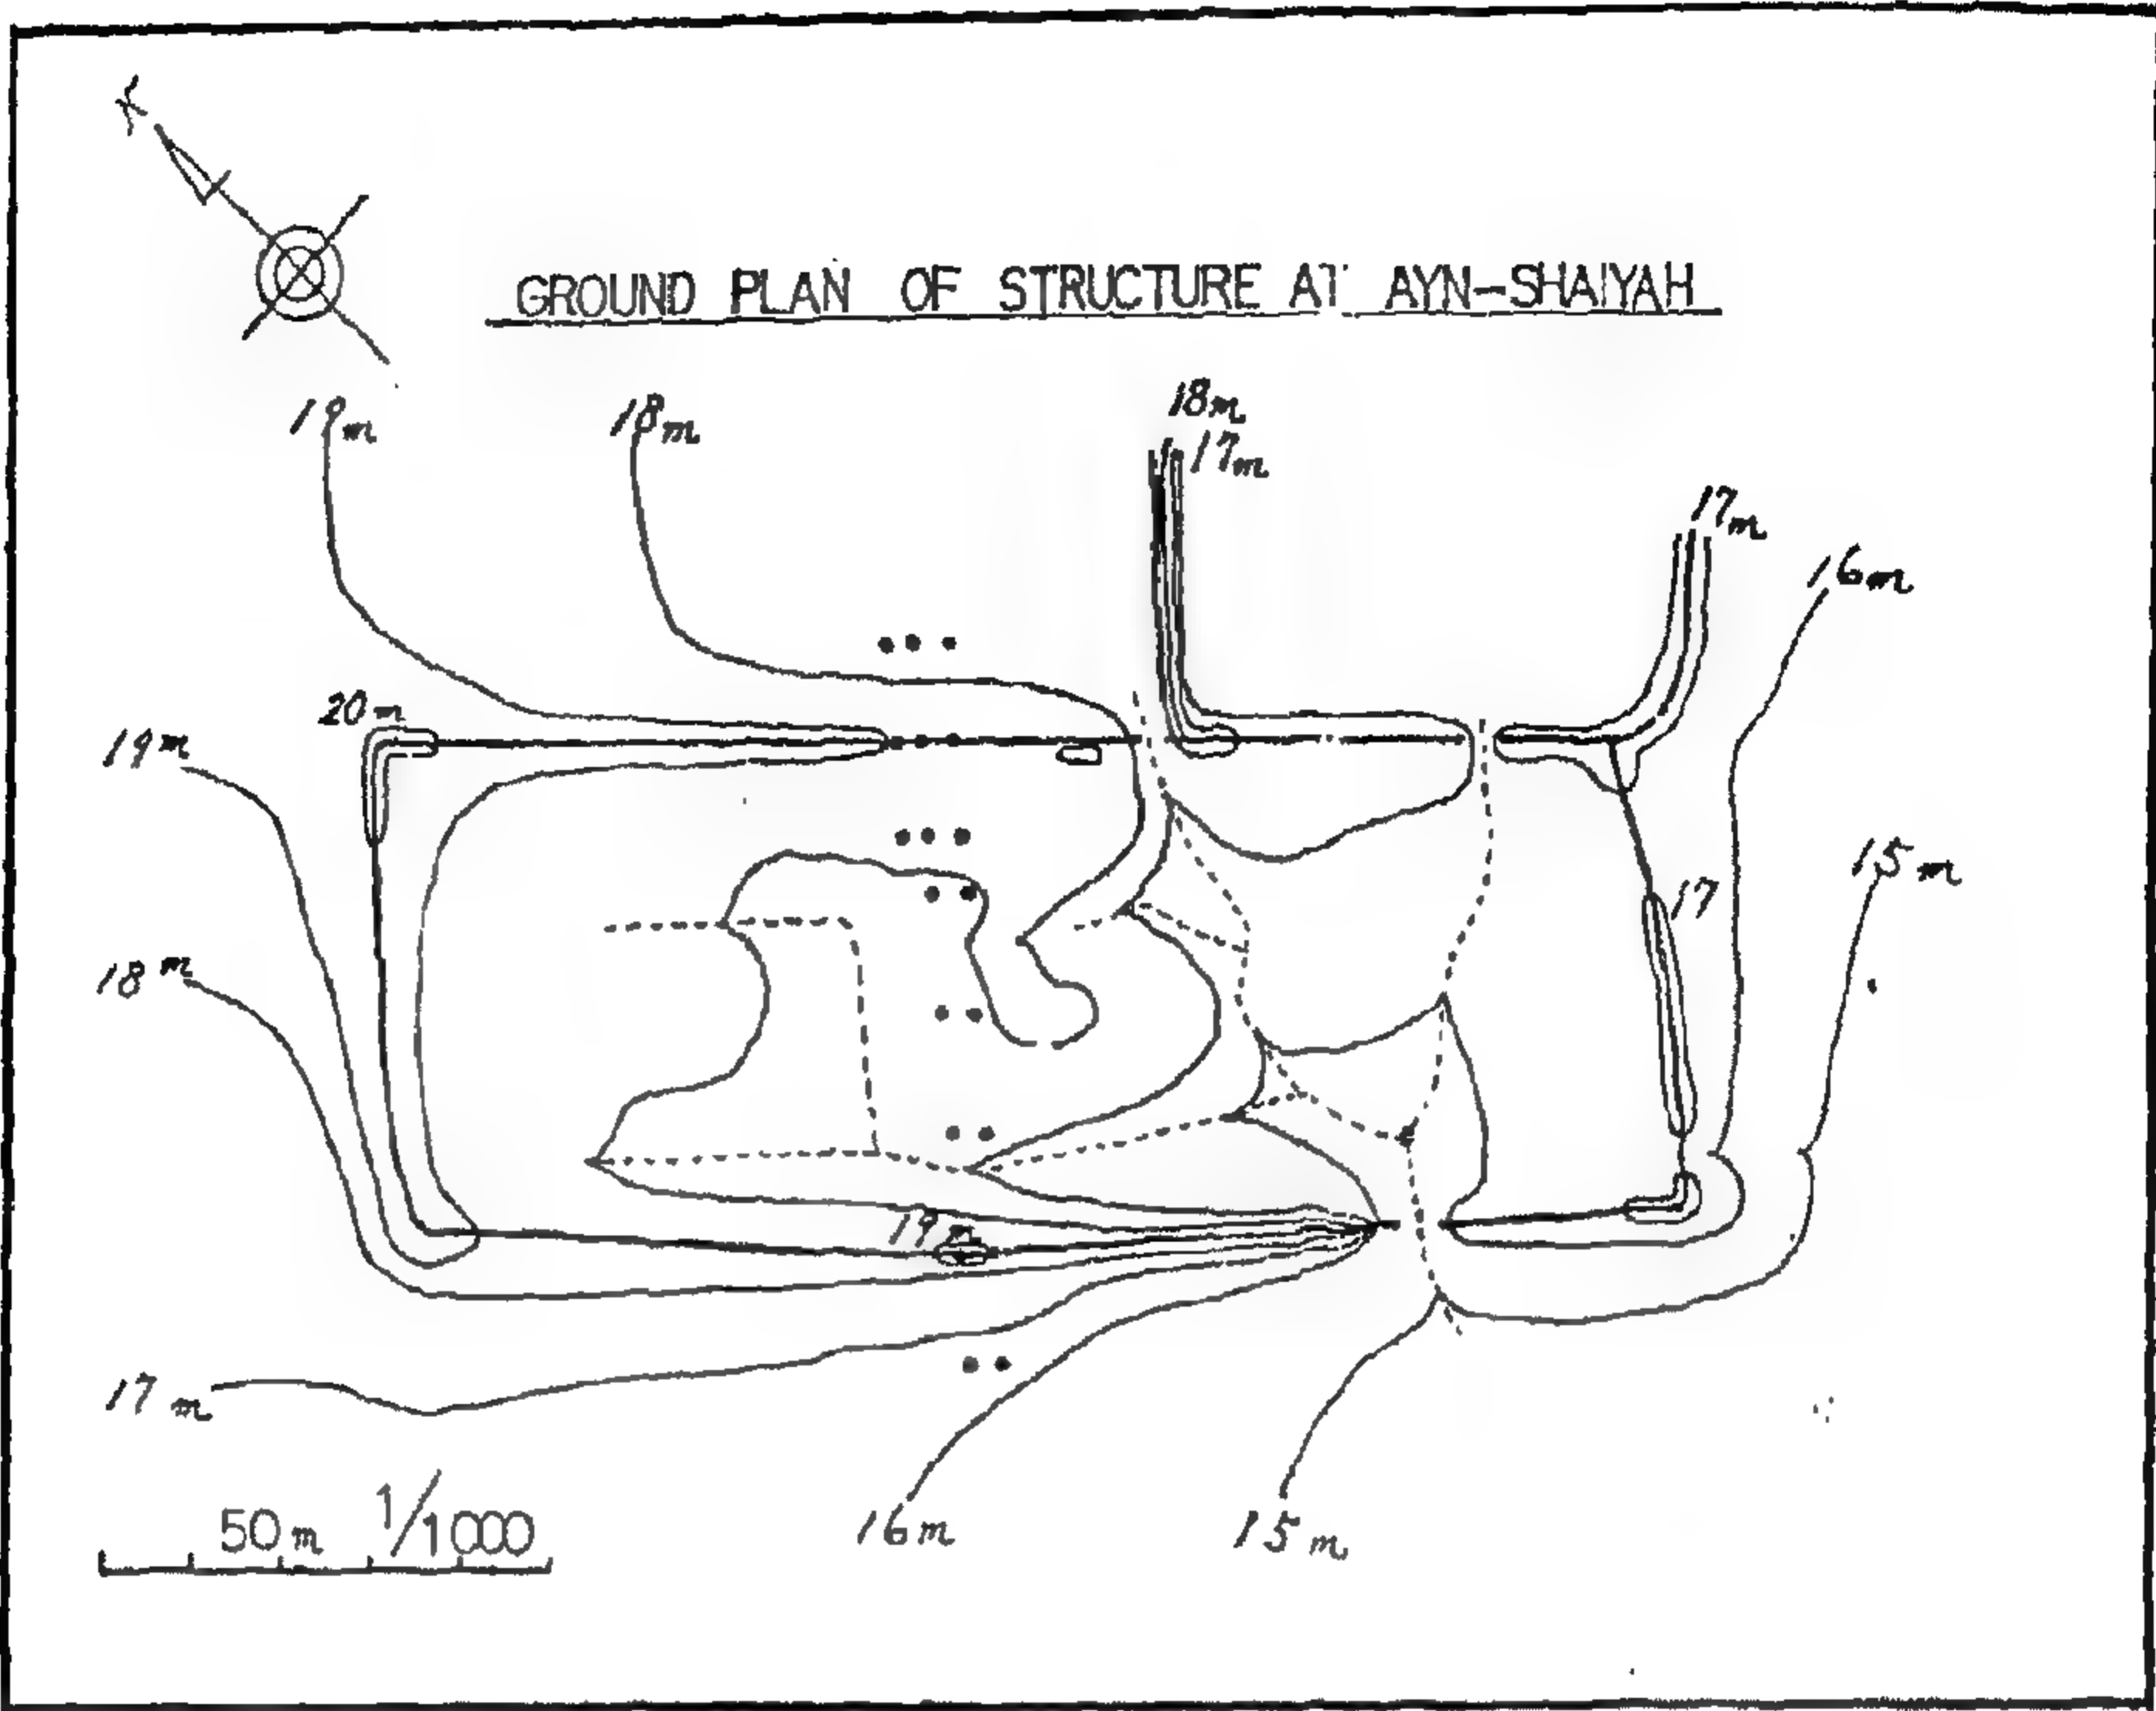 GROUND PLAN OF STRUCTURE AT AYN-SHAIYAH
19m
18m
18m
17m
17m
16m
20m
19m
15m
17
18m
19m
17m
50m 1/1000
16m
15m